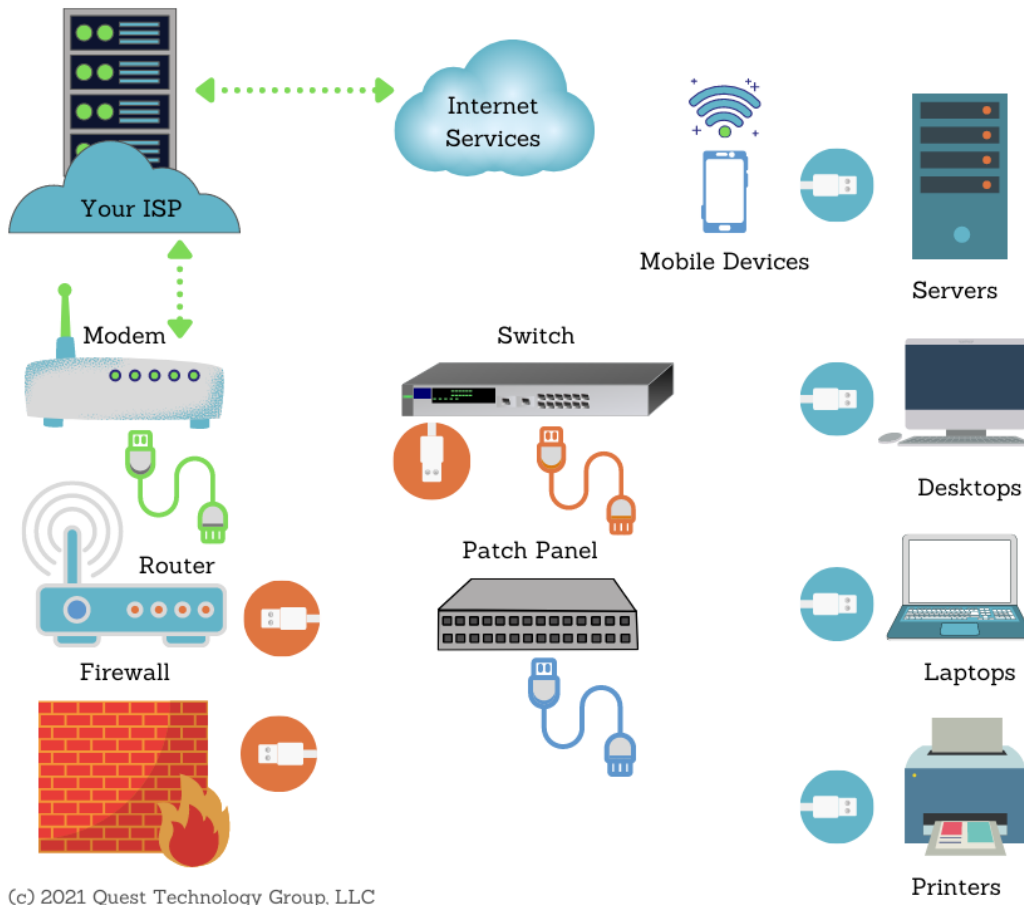 Internet
Services
Your ISP
Mobile Devices
Servers
Modem
Switch
Desktops
Patch Panel
Router
Firewall
Laptops
Printers
(c) 2021 Quest Technology Group, LLC